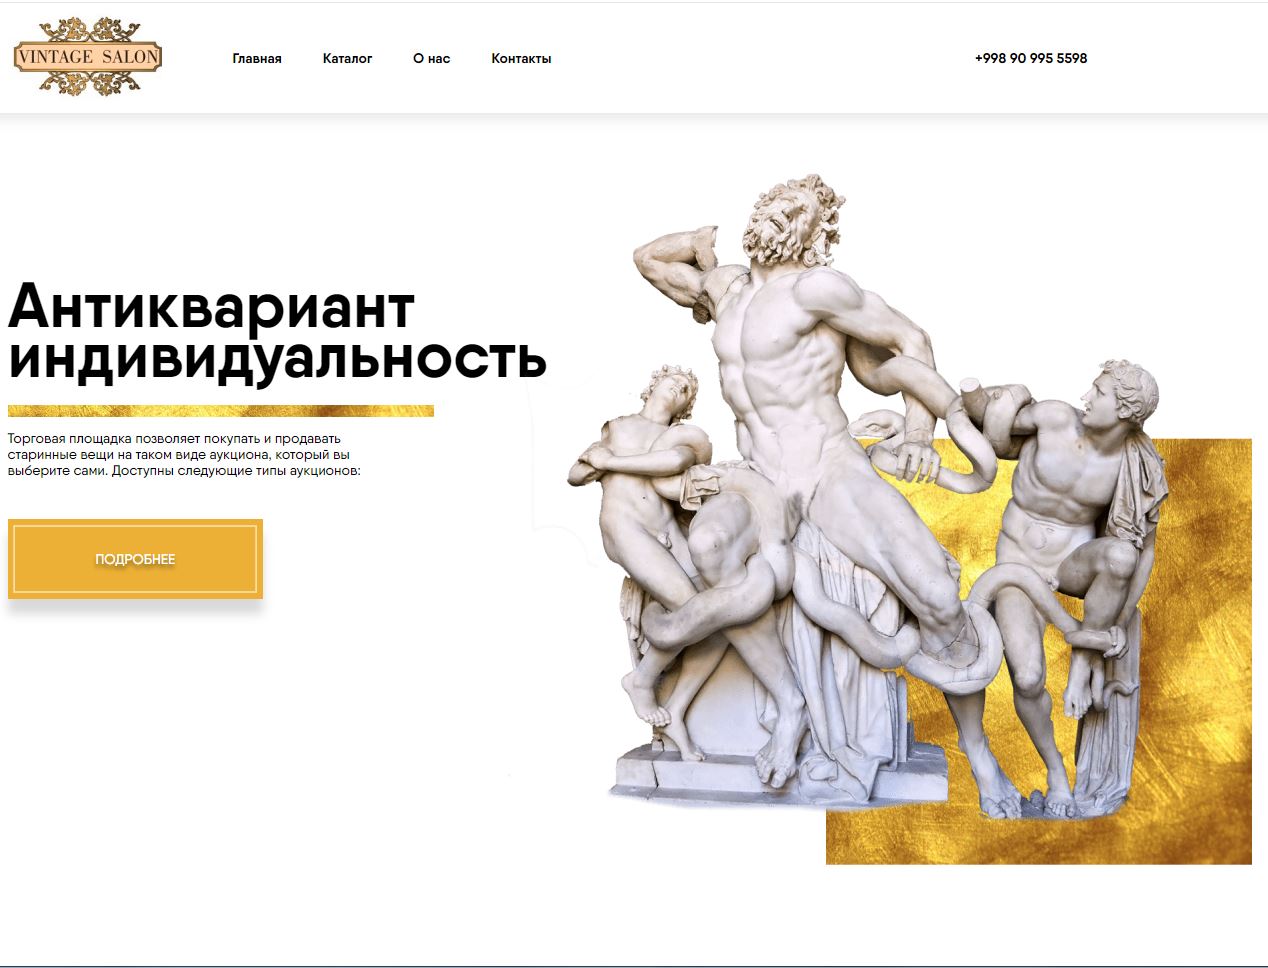 VINTAGE SALON
Главная
Каталог
О нас
Контакты
+998 90 995 5598
Антиквариант
индивидуальность
Торговая площадка позволяет покупать и продавать
старинные вещи на таком виде аукциона, который вы
выберите сами. Доступны следующие типы аукционов:
ПОДРОБНЕЕ